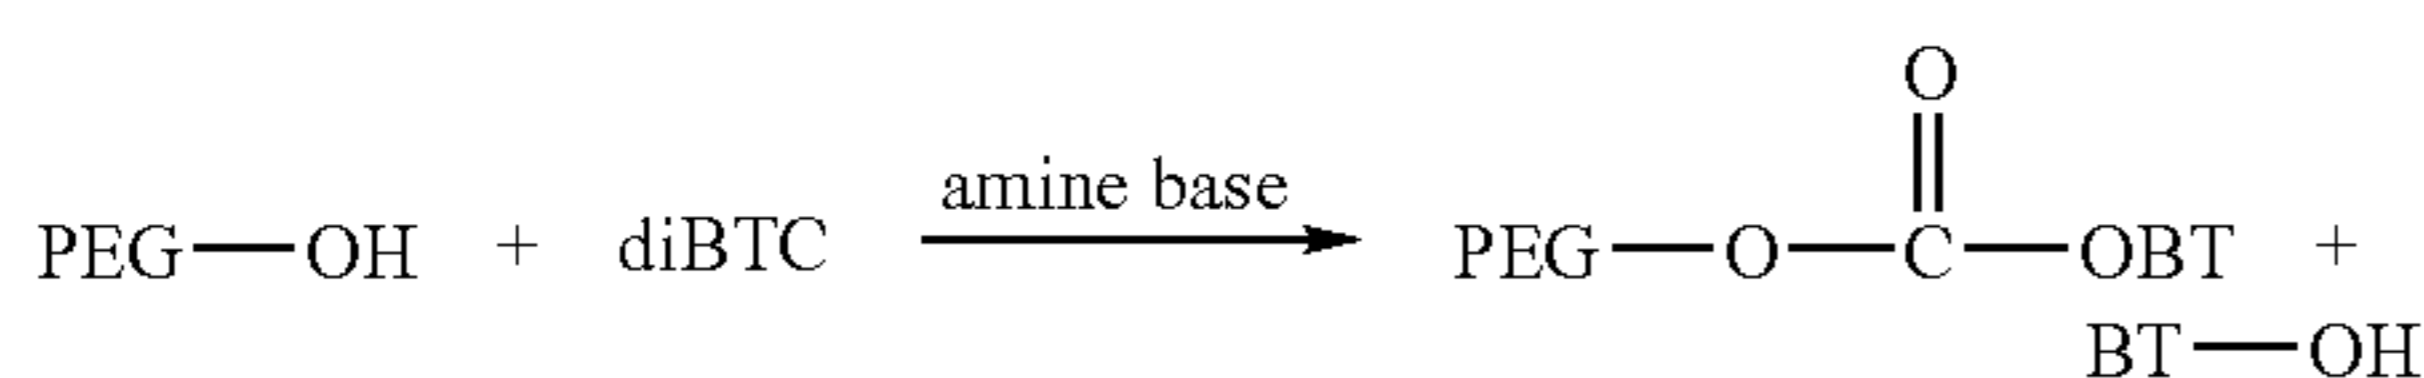 O
amine base
PEG—OH + diBTC PEG—O—C—OBT +
BT—OH